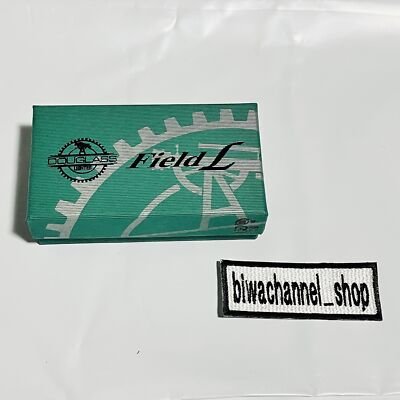 DOUGLASS
Field L
biwachannel_shop